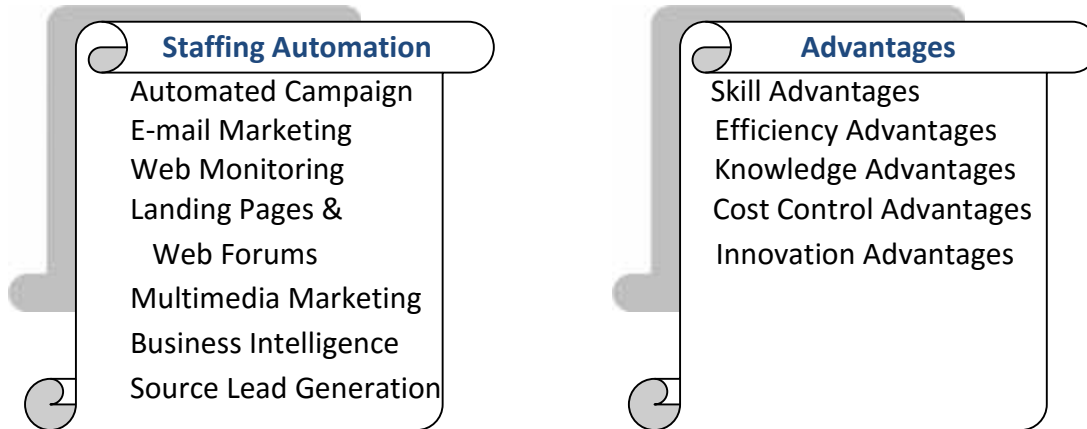 Staffing Automation
Automated Campaign
E-mail Marketing
Web Monitoring
Landing Pages &
Web Forums
Multimedia Marketing
Business Intelligence
Source Lead Generation
Advantages
Skill Advantages
Efficiency Advantages
Knowledge Advantages
Cost Control Advantages
Innovation Advantages